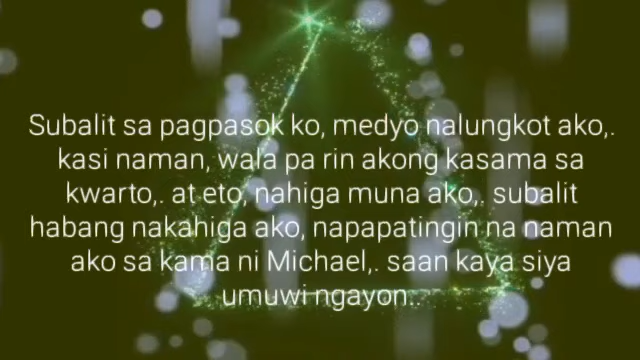 Subalit sa pagpasok ko, medyo nalungkot ako,.
kasi naman, wala pa rin akong kasama sa
kwarto,. at eto, nahiga muna ako,. subalit
habang nakahiga ako, napapatingin na naman
ako sa kama ni Michael,. saan kaya siya
umuwi ngayon..